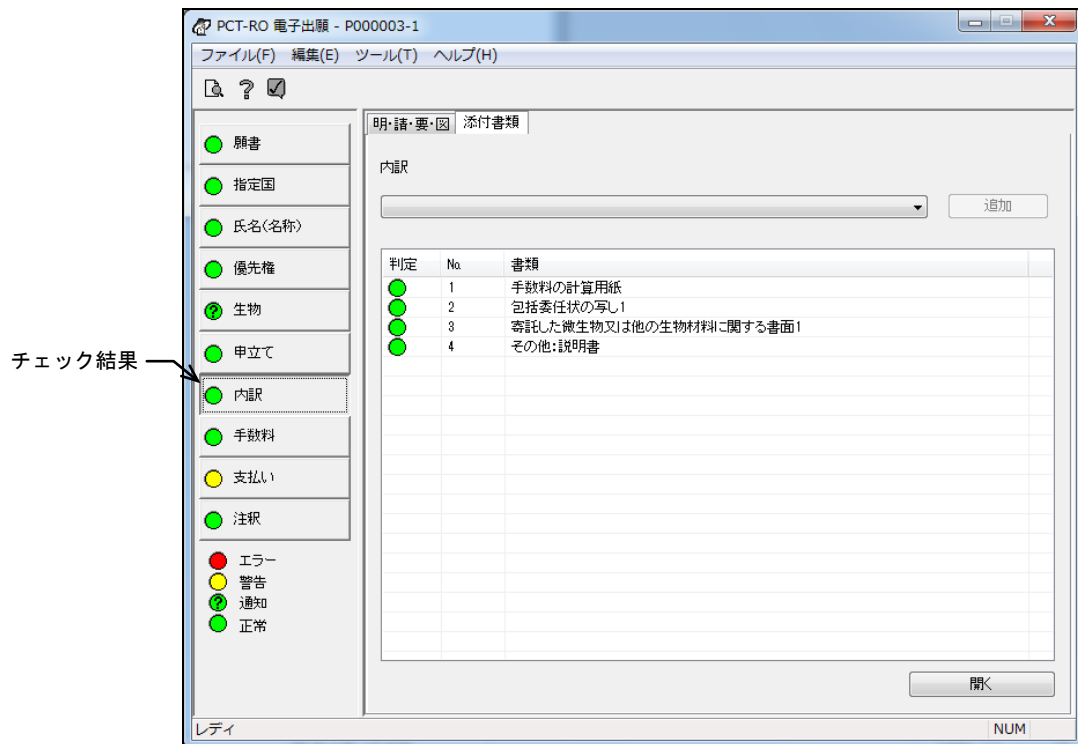 PCT-RO 電子出願 - P000003-1
ファイル(F) 編集(E) ツール(T) ヘルプ(H)
明・請・要・図 添付書類
願書
指定国
氏名(名称)
優先権
生物
申立て
内訳
手数料
支払い
注釈
エラー
警告
通知
正常
チェック結果
内訳
追加
判定 No. 書類
1 手数料の計算用紙
2 包括委任状の写し1
3 寄託した微生物又は他の生物材料に関する書面1
4 その他:説明書
開く
レディ NUM